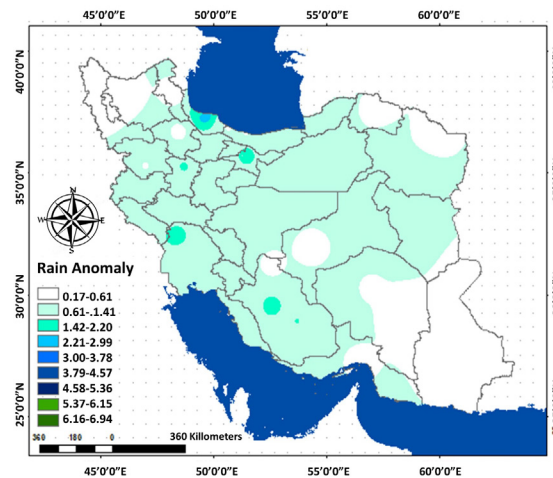 45°0'0"E 50°0'0"E 55°0'0"E 60°0'0"E
40°0'0"N
35°0'0"N
30°0'0"N
25°0'0"N
N
W E
S
Rain Anomaly
0.17-0.61
0.61-.1.41
1.42-2.20
2.21-2.99
3.00-3.78
3.79-4.57
4.58-5.36
5.37-6.15
6.16-6.94
360 180 0 360 Kilometers
45°0'0"E 50°0'0"E 55°0'0"E 60°0'0"E